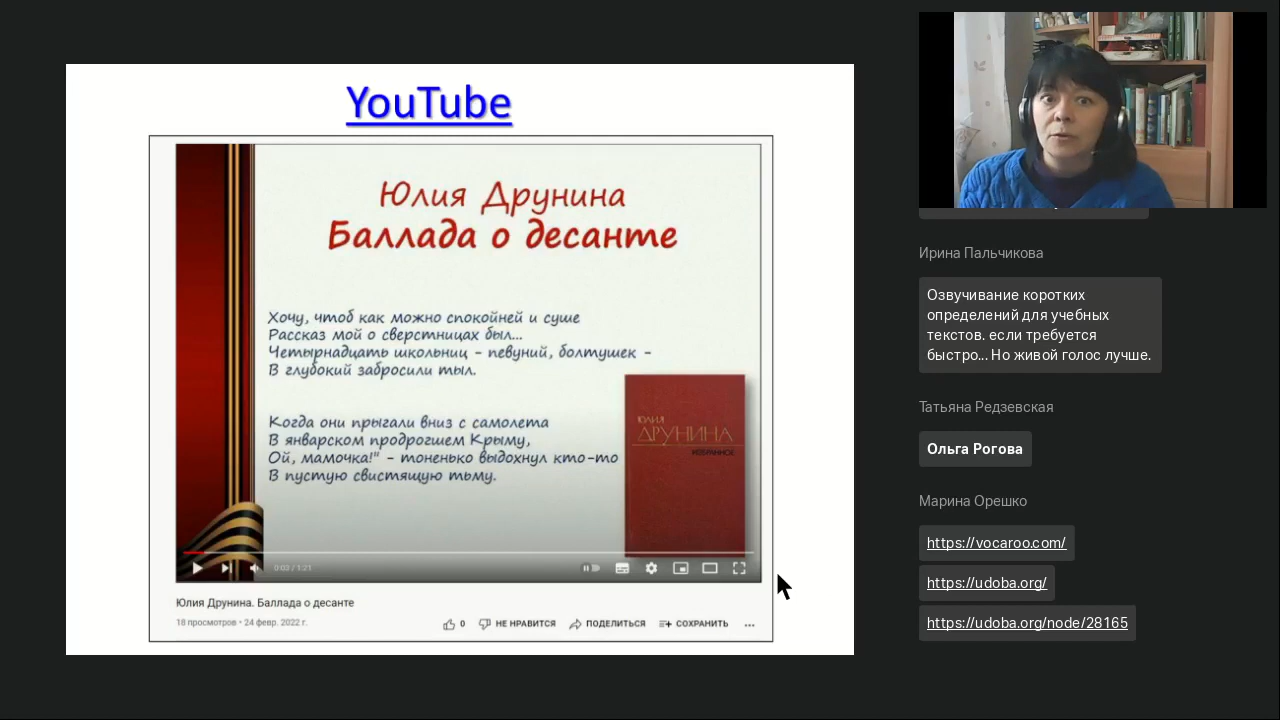 YouTube
Юлия Друнина
Баллада о десанте
Хочу, чтоб как можно спокойней и суше
Рассказ мой о сверстницах был...
Четырнадцать школьниц - певуний, болтушек -
В глубокий забросили тыл.
Когда они прыгали вниз с самолета
В январском продрогшем Крыму,
Ой, мамочка!" - тоненько выдохнул кто-то
В пустую свистящую тьму.
ЮЛИЯ
ДРУНИНА
ИЗБРАННОЕ
0:03 / 1:21
Юлия Друнина. Баллада о десанте
18 просмотров • 24 февр. 2022 г.
0
НЕ НРАВИТСЯ
ПОДЕЛИТЬСЯ
СОХРАНИТЬ
Ирина Пальчикова
Озвучивание коротких
определений для учебных
текстов. если требуется
быстро... Но живой голос лучше.
Татьяна Редзевская
Ольга Рогова
Марина Орешко
https://vocaroo.com/
https://udoba.org/
https://udoba.org/node/28165